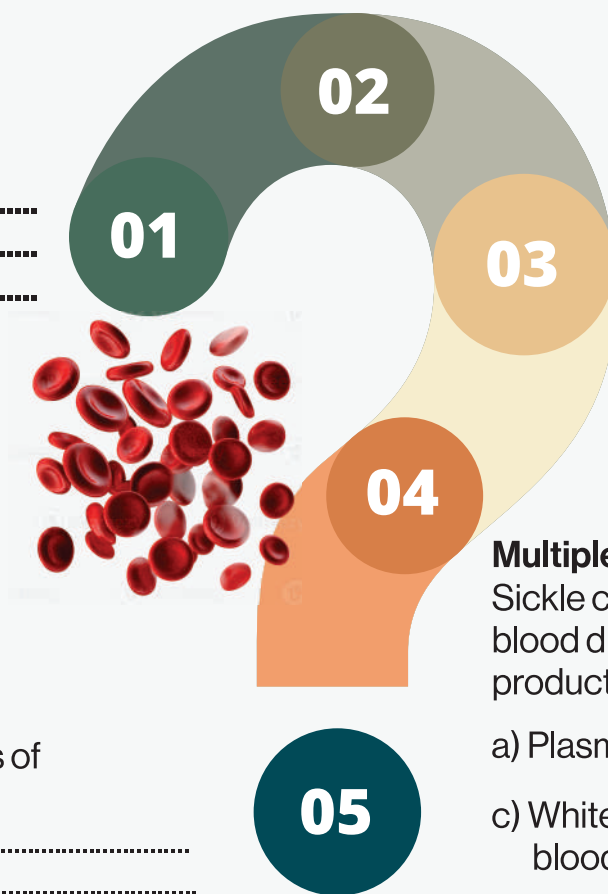 02
01
03
04
Multiple
Sickle c
blood d
product
s of
a) Plasm
05
c) White
blood